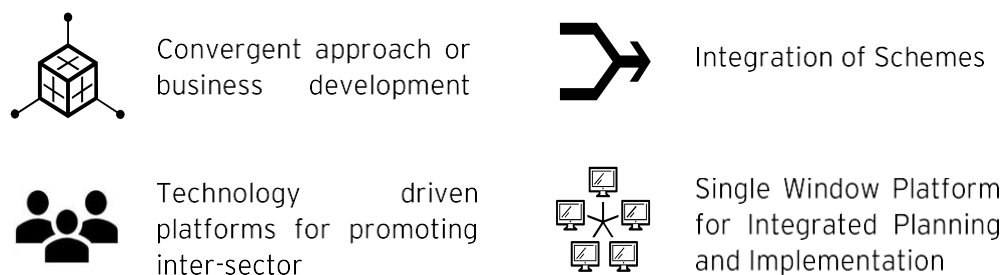 Convergent approach or
business development
Integration of Schemes
Technology driven
platforms for promoting
inter-sector
Single Window Platform
for Integrated Planning
and Implementation